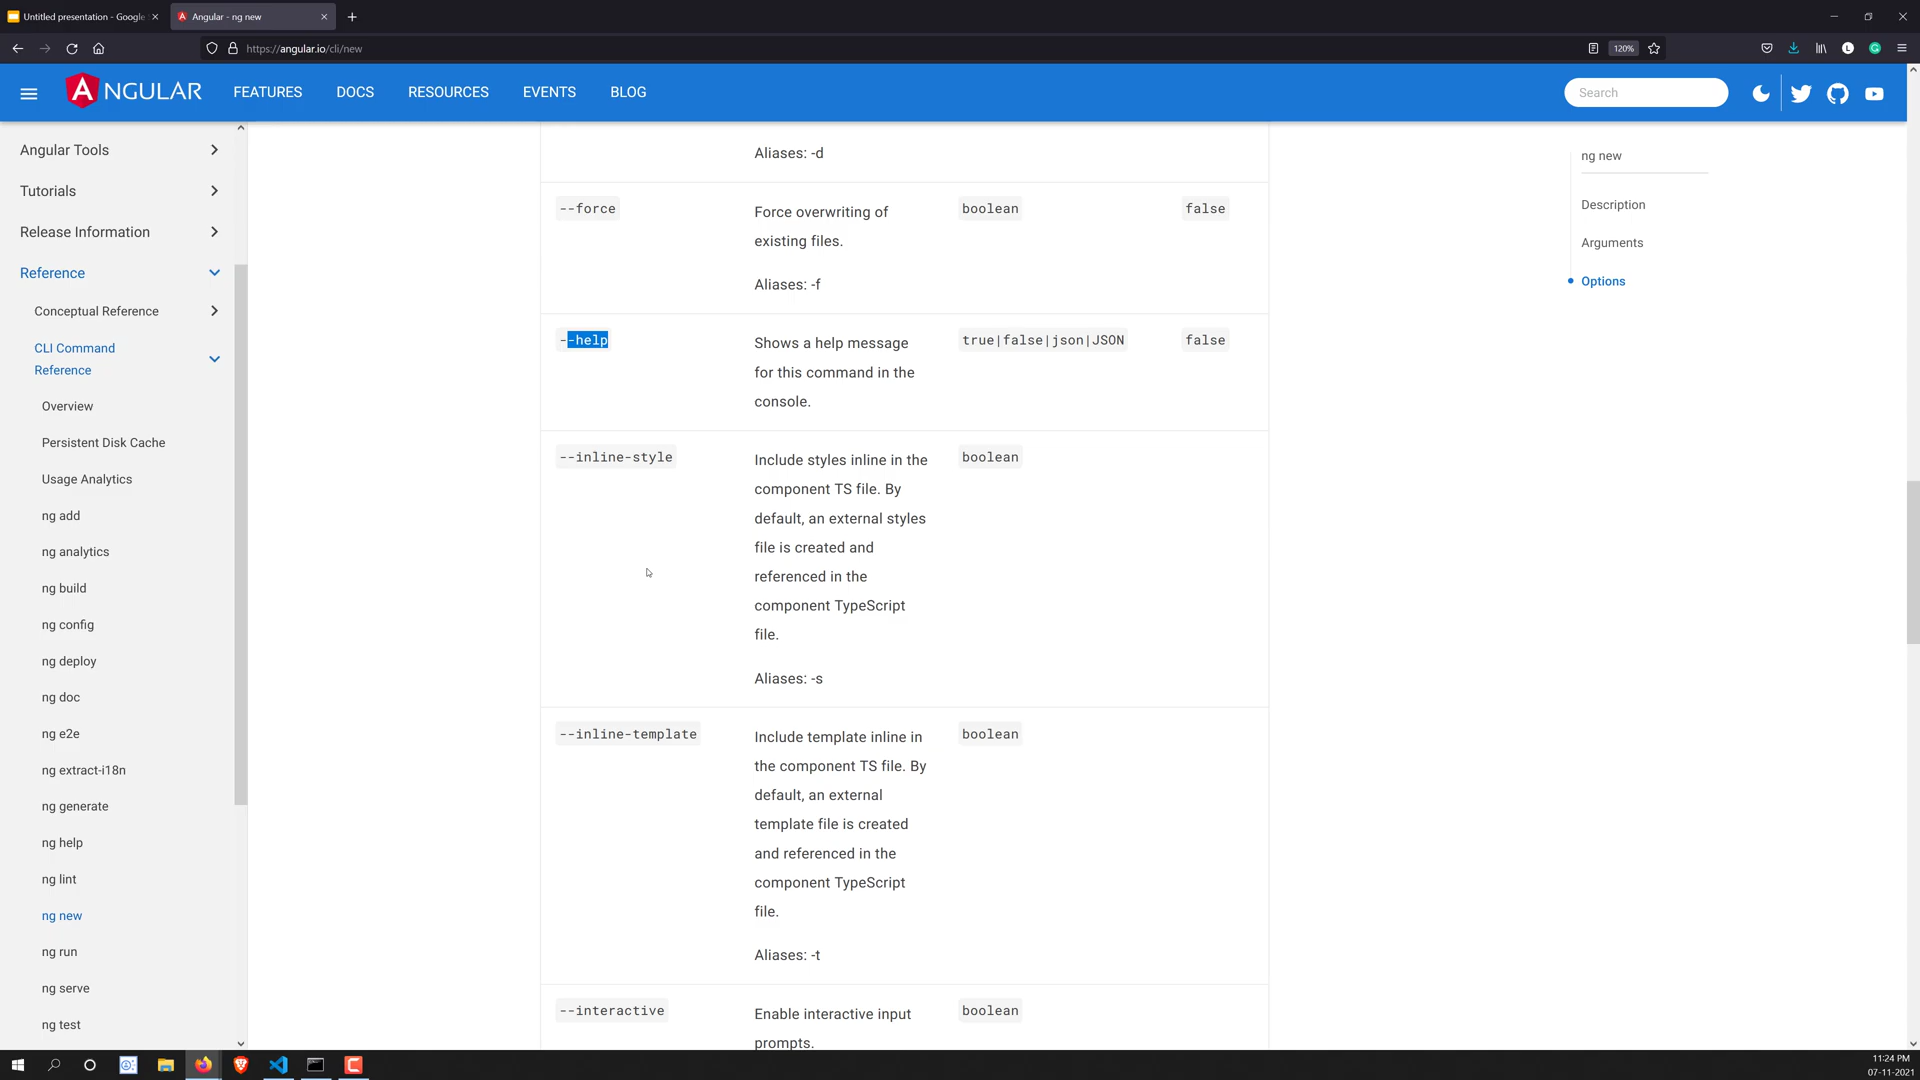 Untitled presentation - Google
Angular - ng new
https://angular.io/cli/new
120%
ANGULAR
FEATURES
DOCS
RESOURCES
EVENTS
BLOG
Search
Angular Tools
Tutorials
Release Information
Reference
Conceptual Reference
CLI Command
Reference
Overview
Persistent Disk Cache
Usage Analytics
ng add
ng analytics
ng build
ng config
ng deploy
ng doc
ng e2e
ng extract-i18n
ng generate
ng help
ng lint
ng new
ng run
ng serve
ng test
Aliases: -d
--force
Force overwriting of
existing files.
Aliases: -f
boolean
false
--help
Shows a help message
for this command in the
console.
true|false|json|JSON
false
--inline-style
Include styles inline in the
component TS file. By
default, an external styles
file is created and
referenced in the
component TypeScript
file.
Aliases: -s
boolean
--inline-template
Include template inline in
the component TS file. By
default, an external
template file is created
and referenced in the
component TypeScript
file.
Aliases: -t
boolean
--interactive
Enable interactive input
prompts.
boolean
ng new
Description
Arguments
Options
11:24 PM
07-11-2021